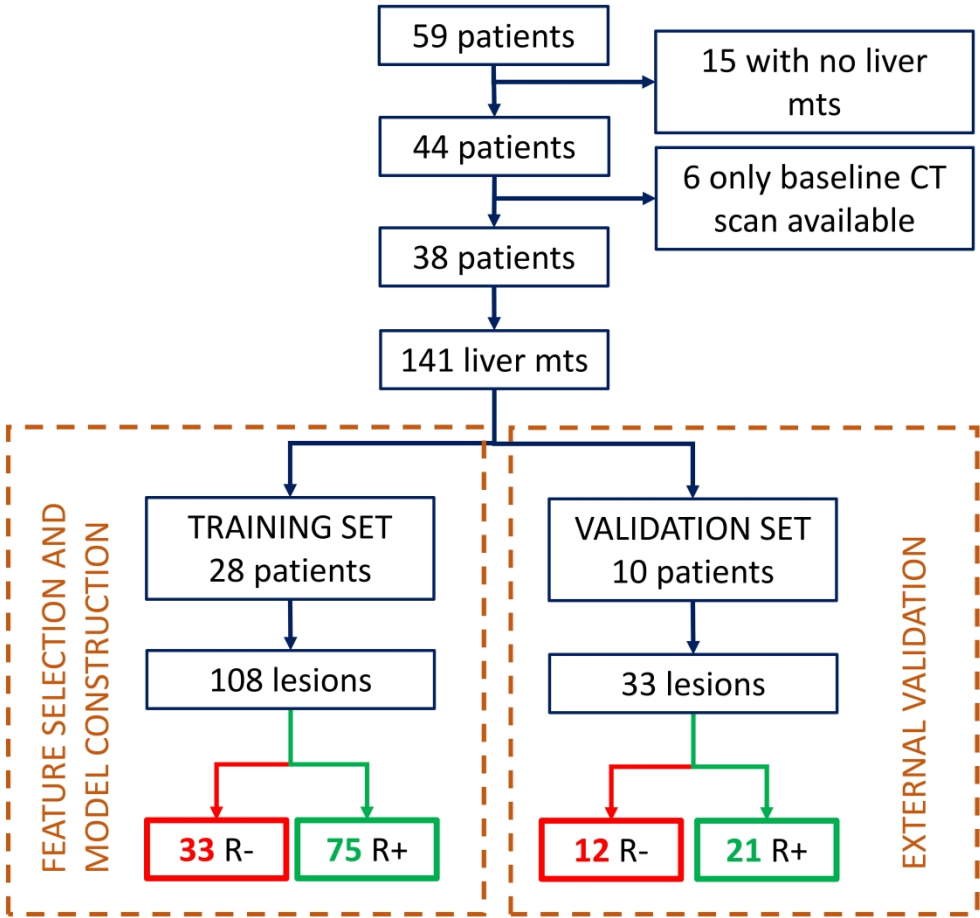 59 patients
15 with no liver
mts
44 patients
6 only baseline CT
scan available
38 patients
141 liver mts
FEATURE SELECTION AND
MODEL CONSTRUCTION
TRAINING SET
28 patients
108 lesions
33 R-
75 R+
VALIDATION SET
10 patients
33 lesions
12 R-
21 R+
EXTERNAL VALIDATION